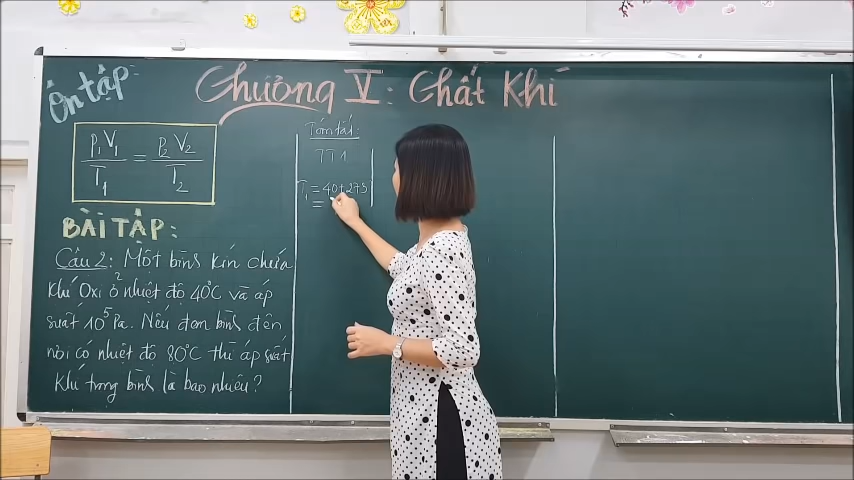 Ôn tập:
Chương V: Chất Khí
p₁V₁ / T₁ = p₂V₂ / T₂
BÀI TẬP:
Câu 2: Một bình kín chứa
khí Oxi ở nhiệt độ 40°C và áp
suất 10⁵ Pa. Nếu đem bình đến
nơi có nhiệt độ 80°C thì áp suất
khí trong bình là bao nhiêu?
Tóm tắt:
TT1
T₁ = 40+273
=